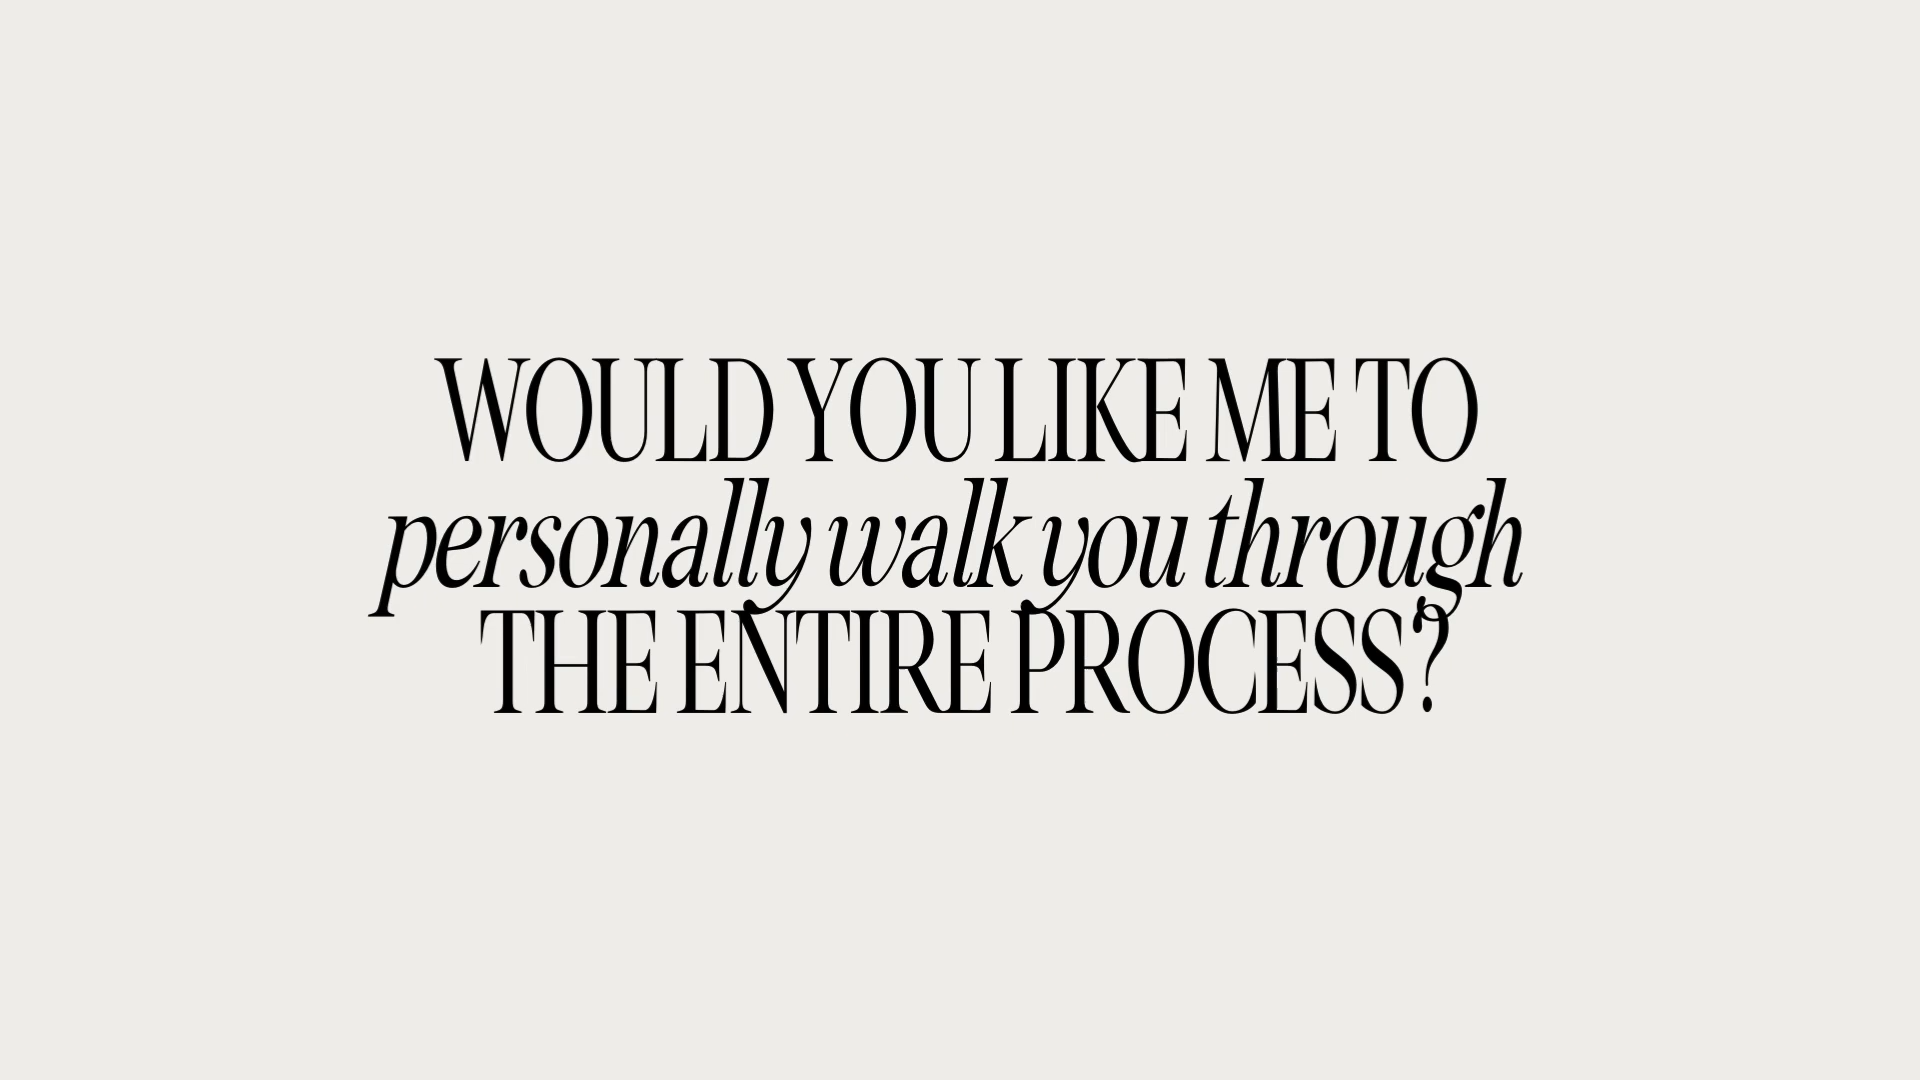 WOULD YOU LIKE ME TO
personally walk you through
THE ENTIRE PROCESS?